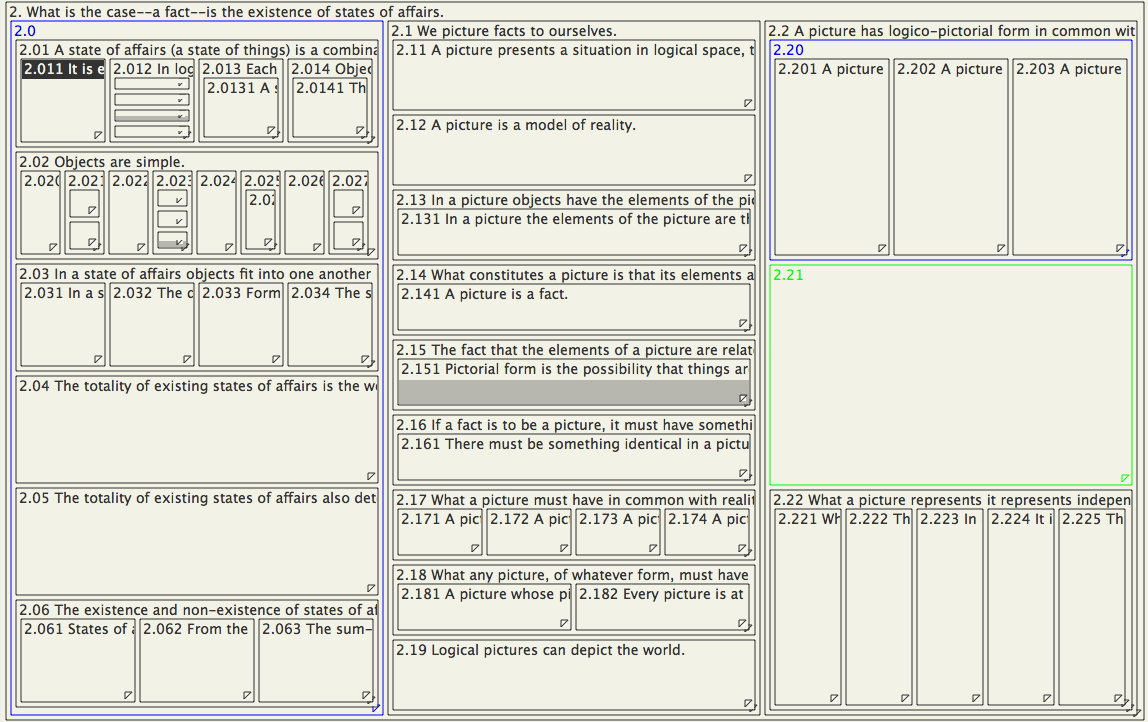 2. What is the case--a fact--is the existence of states of affairs.
2.0
2.01 A state of affairs (a state of things) is a combina
2.011 It is e
2.012 In log
2.013 Each
2.0131 A
2.014 Objec
2.0141 Th
2.02 Objects are simple.
2.020
2.021
2.022
2.023
2.024
2.025
2.02
2.026
2.027
2.03 In a state of affairs objects fit into one another
2.031 In a s
2.032 The d
2.033 Form
2.034 The s
2.04 The totality of existing states of affairs is the w
2.05 The totality of existing states of affairs also det
2.06 The existence and non-existence of states of af
2.061 States of a
2.062 From the
2.063 The sum-
2.1 We picture facts to ourselves.
2.11 A picture presents a situation in logical space, t
2.12 A picture is a model of reality.
2.13 In a picture objects have the elements of the pi
2.131 In a picture the elements of the picture are th
2.14 What constitutes a picture is that its elements a
2.141 A picture is a fact.
2.15 The fact that the elements of a picture are relat
2.151 Pictorial form is the possibility that things ar
2.16 If a fact is to be a picture, it must have somethi
2.161 There must be something identical in a pictu
2.17 What a picture must have in common with realit
2.171 A pict
2.172 A pict
2.173 A pict
2.174 A pict
2.18 What any picture, of whatever form, must have
2.181 A picture whose pi
2.182 Every picture is at
2.19 Logical pictures can depict the world.
2.2 A picture has logico-pictorial form in common wit
2.20
2.201 A picture
2.202 A picture
2.203 A picture
2.21
2.22 What a picture represents it represents indepen
2.221 Wh
2.222 Th
2.223 In
2.224 It i
2.225 Th